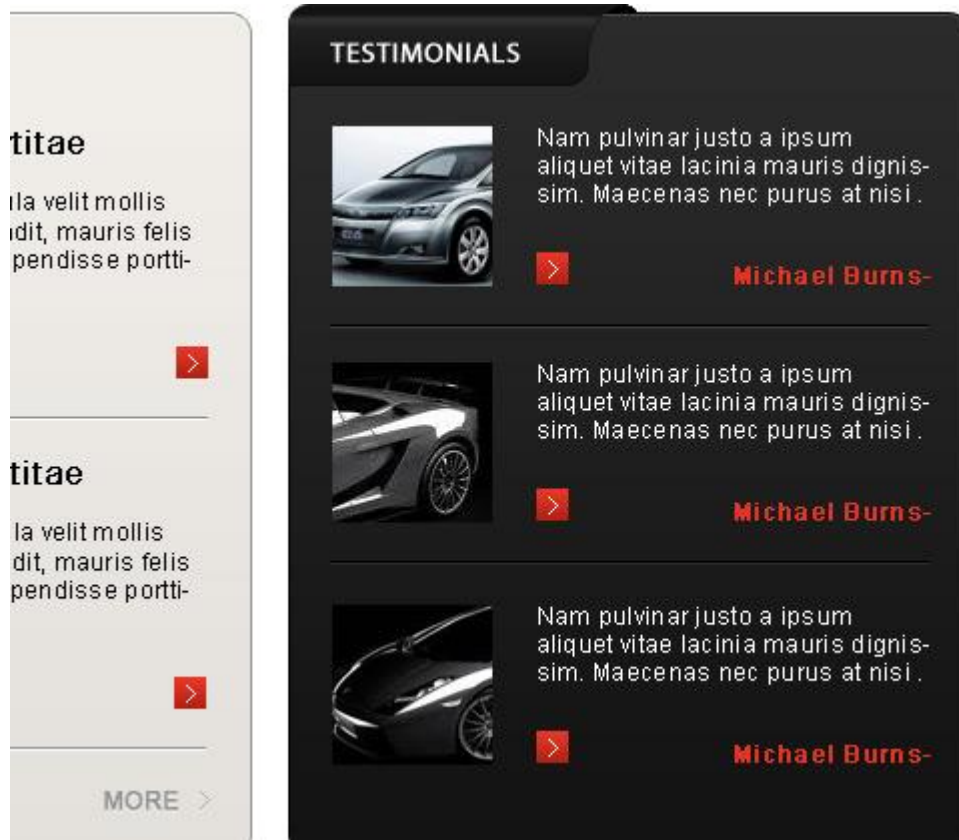 titae
ula velit mollis
ndit, mauris felis
pendisse portti-
titae
la velit mollis
dit, mauris felis
pendisse portti-
MORE
TESTIMONIALS
Nam pulvinar justo a ipsum
aliquet vitae lacinia mauris dignis-
sim. Maecenas nec purus at nisi .
Michael Burns-
Nam pulvinar justo a ipsum
aliquet vitae lacinia mauris dignis-
sim. Maecenas nec purus at nisi .
Michael Burns-
Nam pulvinar justo a ipsum
aliquet vitae lacinia mauris dignis-
sim. Maecenas nec purus at nisi .
Michael Burns-